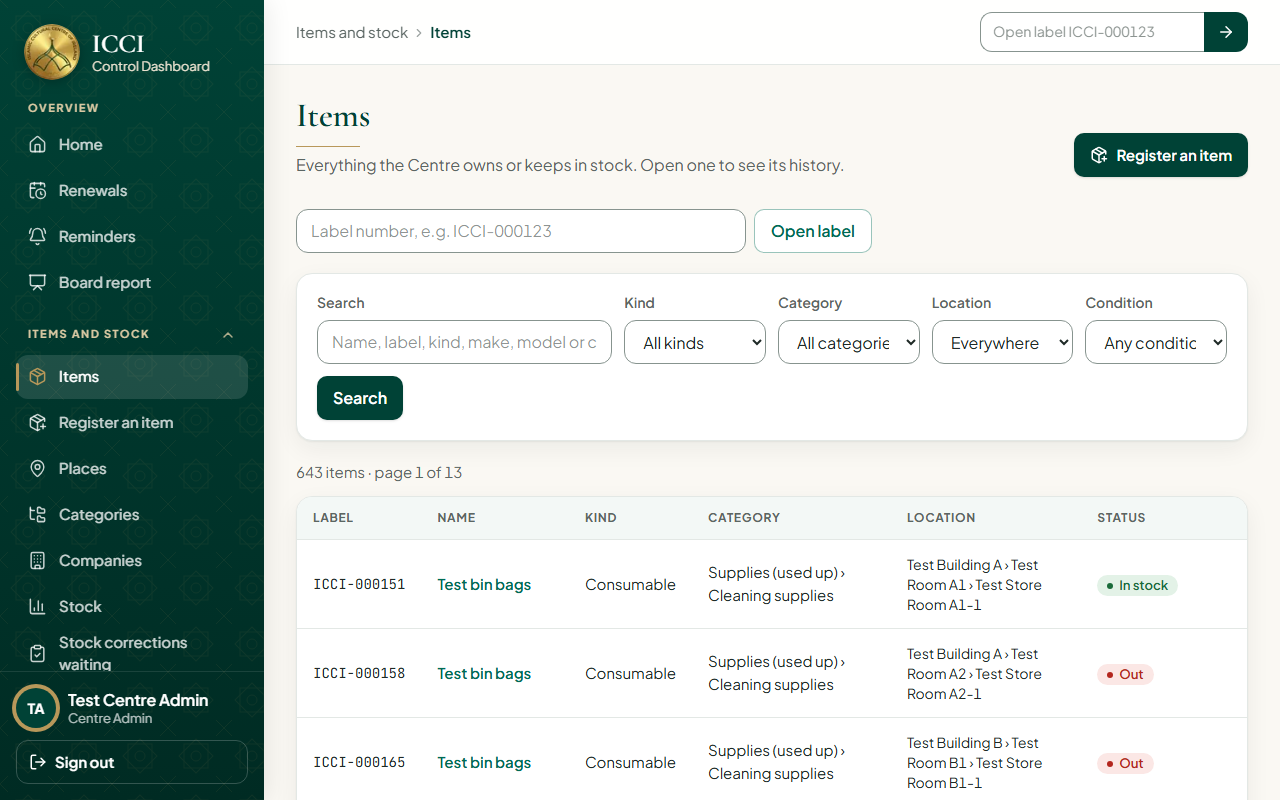 ICCI
Control Dashboard
OVERVIEW
Home
Renewals
Reminders
Board report
ITEMS AND STOCK
Items
Register an item
Places
Categories
Companies
Stock
Stock corrections
waiting
TA
Test Centre Admin
Centre Admin
Sign out
Items and stock › Items
Open label ICCI-000123
Items
Everything the Centre owns or keeps in stock. Open one to see its history.
Register an item
Label number, e.g. ICCI-000123
Open label
Search
Kind
Category
Location
Condition
Name, label, kind, make, model or c
All kinds
All categorie
Everywhere
Any conditic
Search
643 items · page 1 of 13
LABEL
NAME
KIND
CATEGORY
LOCATION
STATUS
ICCI-000151
Test bin bags
Consumable
Supplies (used up) ›
Cleaning supplies
Test Building A › Test
Room A1 › Test Store
Room A1-1
In stock
ICCI-000158
Test bin bags
Consumable
Supplies (used up) ›
Cleaning supplies
Test Building A › Test
Room A2 › Test Store
Room A2-1
Out
ICCI-000165
Test bin bags
Consumable
Supplies (used up) ›
Cleaning supplies
Test Building B › Test
Room B1 › Test Store
Room B1-1
Out